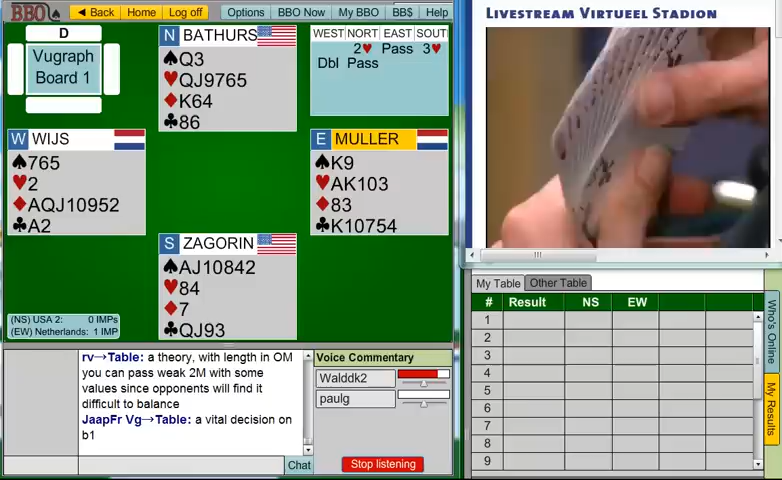 BBO ◄ Back Home Log off Options BBO Now My BBO BB$ Help
LIVESTREAM VIRTUEEL STADION
D
Vugraph
Board 1
N BATHURS
♠Q3
♥QJ9765
♦K64
♣86
WEST NORT EAST SOUTI
2♥ Pass 3♥
Dbl Pass
W WIJS
♠765
♥2
♦AQJ10952
♣A2
E MULLER
♠K9
♥AK103
♦83
♣K10754
S ZAGORIN
♠AJ10842
♥84
♦7
♣QJ93
(NS) USA 2: 0 IMPs
(EW) Netherlands: 1 IMP
rv→Table: a theory, with length in OM
you can pass weak 2M with some
values since opponents will find it
difficult to balance
JaapFr Vg→Table: a vital decision on
b1
Chat
Voice Commentary
Walddk2
paulg
Stop listening
My Table Other Table
# Result NS EW
1
2
3
4
5
6
7
8
9
Who's Online
My Results